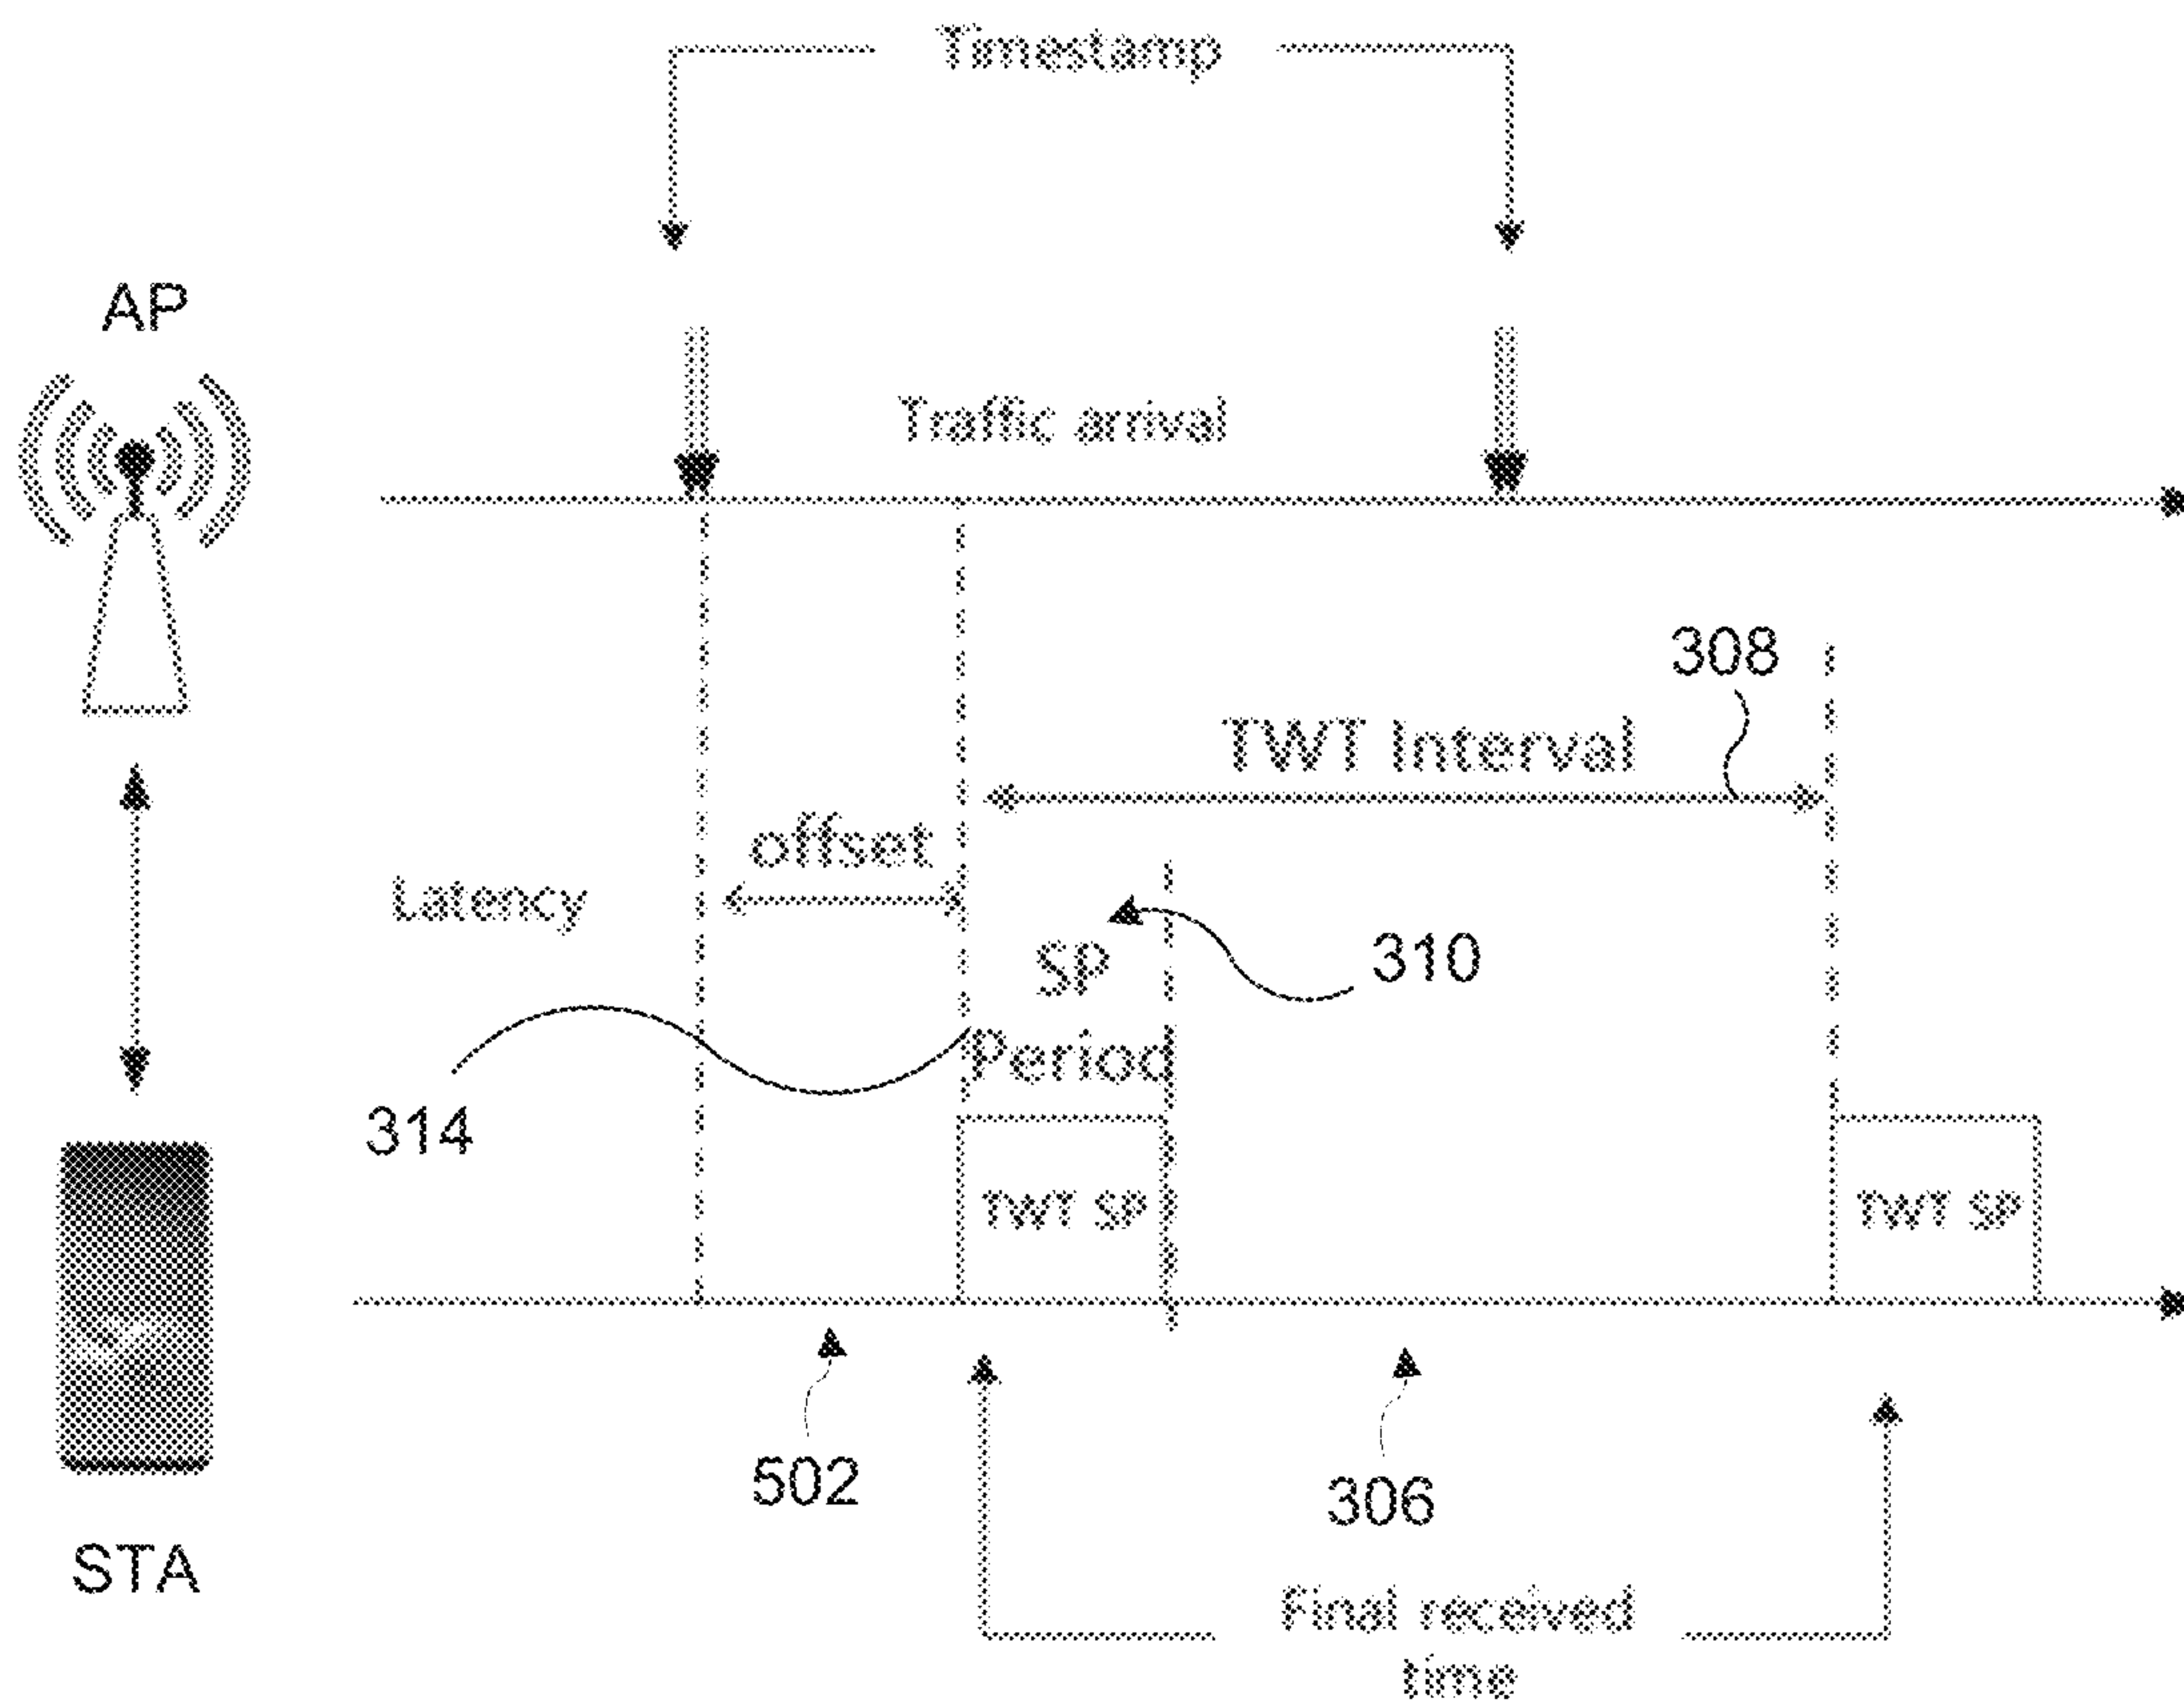 Timestamp
AP
Traffic arrival
308
TWT Interval
offset
Latency
SP
Period
310
314
TWT SP
TWT SP
502
306
STA
Final received
time